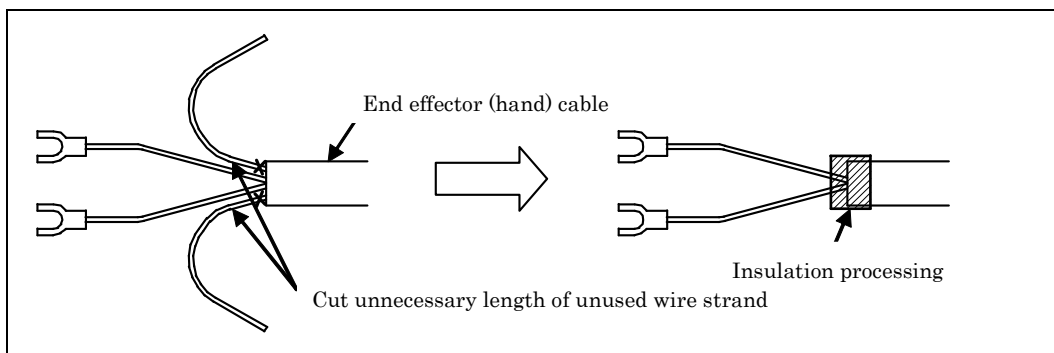 End effector (hand) cable
Insulation processing
Cut unnecessary length of unused wire strand